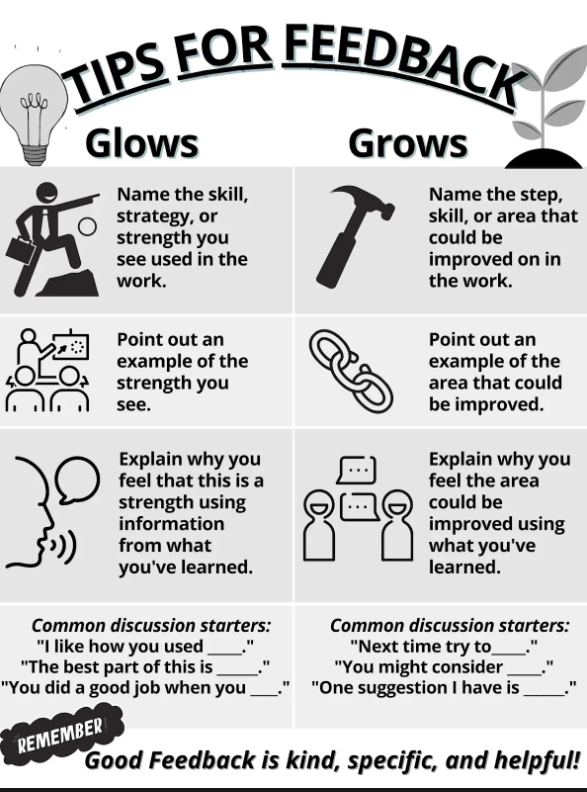 TIPS FOR FEEDBACK
Glows
Name the skill,
strategy, or
strength you
see used in the
work.
Point out an
example of the
strength you
see.
Explain why you
feel that this is a
strength using
information
from what
you've learned.
Common discussion starters:
"I like how you used ____."
"The best part of this is _____."
"You did a good job when you ___."
Grows
Name the step,
skill, or area that
could be
improved on in
the work.
Point out an
example of the
area that could
be improved.
Explain why you
feel the area
could be
improved using
what you've
learned.
Common discussion starters:
"Next time try to____."
"You might consider ____."
"One suggestion I have is _____."
REMEMBER!
Good Feedback is kind, specific, and helpful!